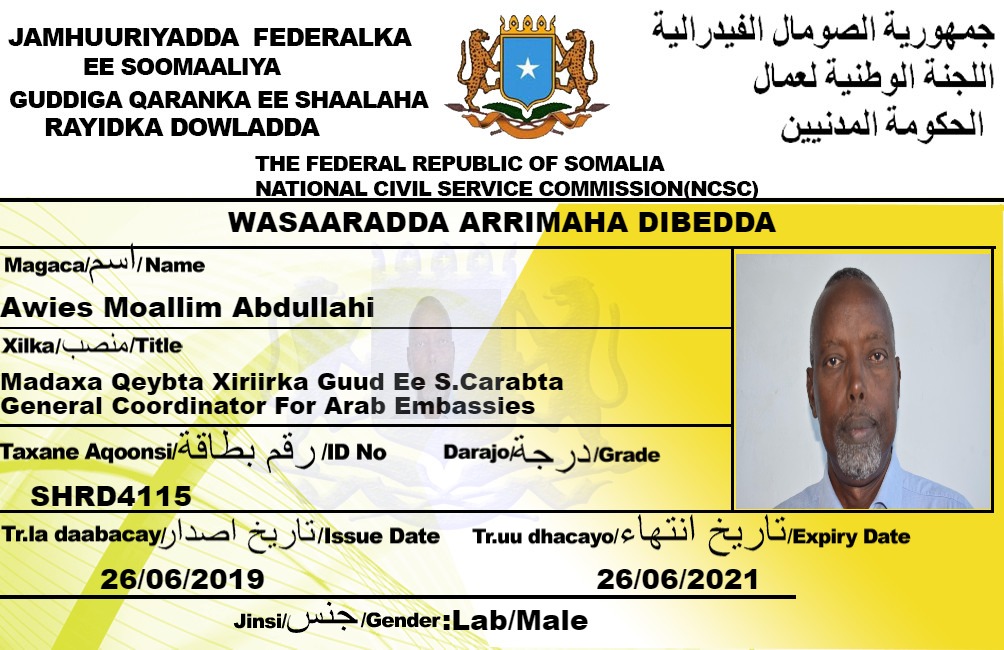 JAMHUURIYADDA FEDERALKA
EE SOOMAALIYA
GUDDIGA QARANKA EE SHAALAHA
RAYIDKA DOWLADDA
جمهورية الصومال الفيدرالية
اللجنة الوطنية لعمال
الحكومة المدنيين
THE FEDERAL REPUBLIC OF SOMALIA
NATIONAL CIVIL SERVICE COMMISSION(NCSC)
WASAARADDA ARRIMAHA DIBEDDA
Magaca/اسم/Name
Awies Moallim Abdullahi
Xilka/منصب/Title
Madaxa Qeybta Xiriirka Guud Ee S.Carabta
General Coordinator For Arab Embassies
Taxane Aqoonsi/رقم بطاقة/ID No Darajo/درجة/Grade
SHRD4115
Tr.la daabacay/تاريخ اصدار/Issue Date Tr.uu dhacayo/تاريخ انتهاء/Expiry Date
26/06/2019 26/06/2021
Jinsi/جنس/Gender:Lab/Male